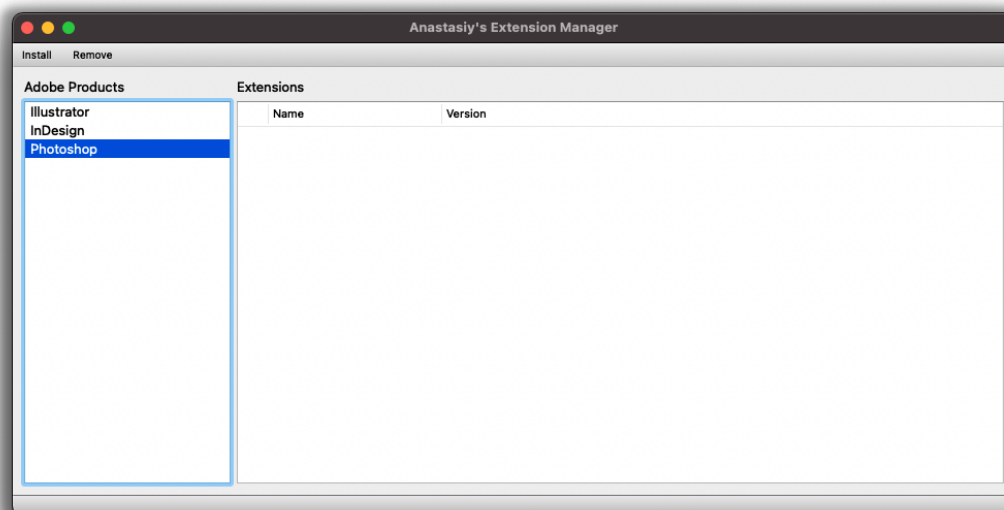 Anastasiy's Extension Manager
Install Remove
Adobe Products
Extensions
Illustrator
InDesign
Photoshop
Name Version